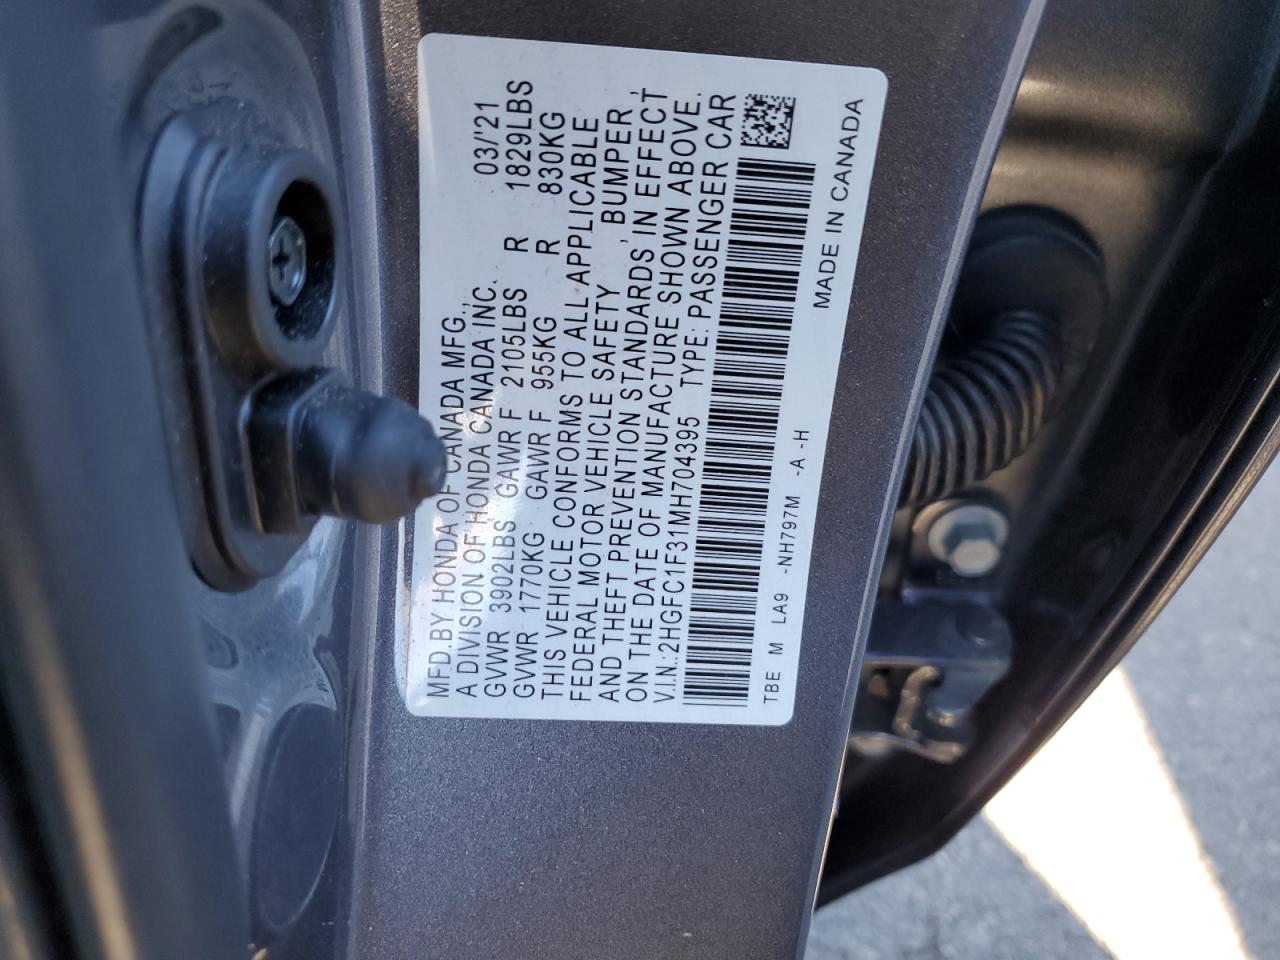 MFD.BY HONDA OF CANADA MFG., 03/'21
A DIVISION OF HONDA CANADA INC.
GVWR 3902LBS GAWR F 2105LBS R 1829LBS
GVWR 1770KG GAWR F 955KG R 830KG
THIS VEHICLE CONFORMS TO ALL APPLICABLE
FEDERAL MOTOR VEHICLE SAFETY, BUMPER,
AND THEFT PREVENTION STANDARDS IN EFFECT
ON THE DATE OF MANUFACTURE SHOWN ABOVE.
V.I.N.:2HGFC1F31MH704395 TYPE: PASSENGER CAR
TBE M LA9 -NH797M -A -H
MADE IN CANADA